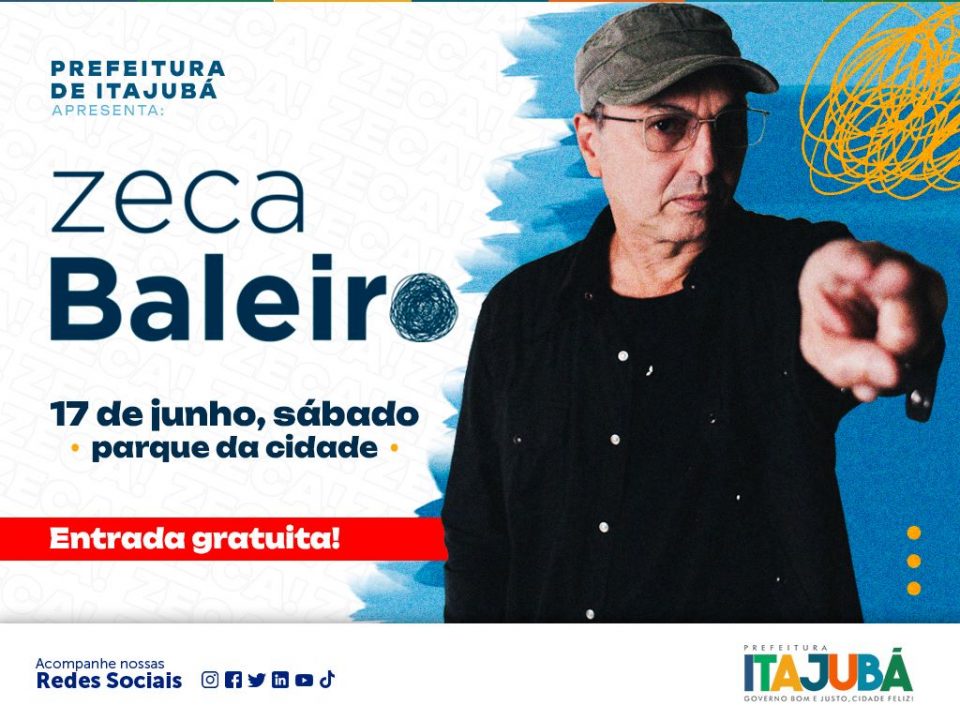 PREFEITURA
DE ITAJUBÁ
APRESENTA:
zeca
Baleiro
17 de junho, sábado
• parque da cidade •
Entrada gratuita!
Acompanhe nossas
Redes Sociais
PREFEITURA
ITAJUBÁ
GOVERNO BOM E JUSTO, CIDADE FELIZ!